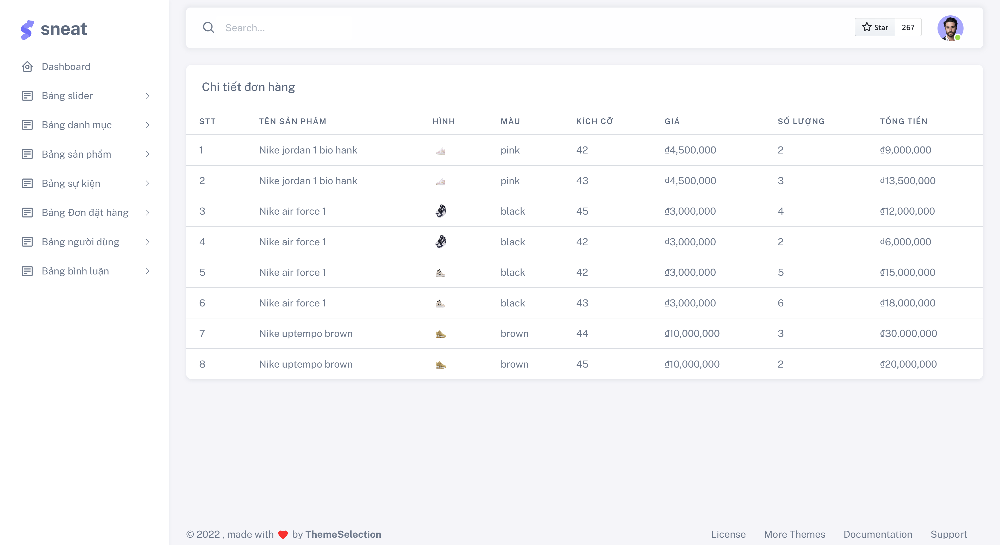 sneat
Dashboard
Bảng slider
Bảng danh mục
Bảng sản phẩm
Bảng sự kiện
Bảng Đơn đặt hàng
Bảng người dùng
Bảng bình luận
Search...
Star 267
Chi tiết đơn hàng
STT TÊN SẢN PHẨM HÌNH MÀU KÍCH CỠ GIÁ SỐ LƯỢNG TỔNG TIỀN
1 Nike jordan 1 bio hank pink 42 ₫4,500,000 2 ₫9,000,000
2 Nike jordan 1 bio hank pink 43 ₫4,500,000 3 ₫13,500,000
3 Nike air force 1 black 45 ₫3,000,000 4 ₫12,000,000
4 Nike air force 1 black 42 ₫3,000,000 2 ₫6,000,000
5 Nike air force 1 black 42 ₫3,000,000 5 ₫15,000,000
6 Nike air force 1 black 43 ₫3,000,000 6 ₫18,000,000
7 Nike uptempo brown brown 44 ₫10,000,000 3 ₫30,000,000
8 Nike uptempo brown brown 45 ₫10,000,000 2 ₫20,000,000
© 2022 , made with ❤️ by ThemeSelection
License More Themes Documentation Support